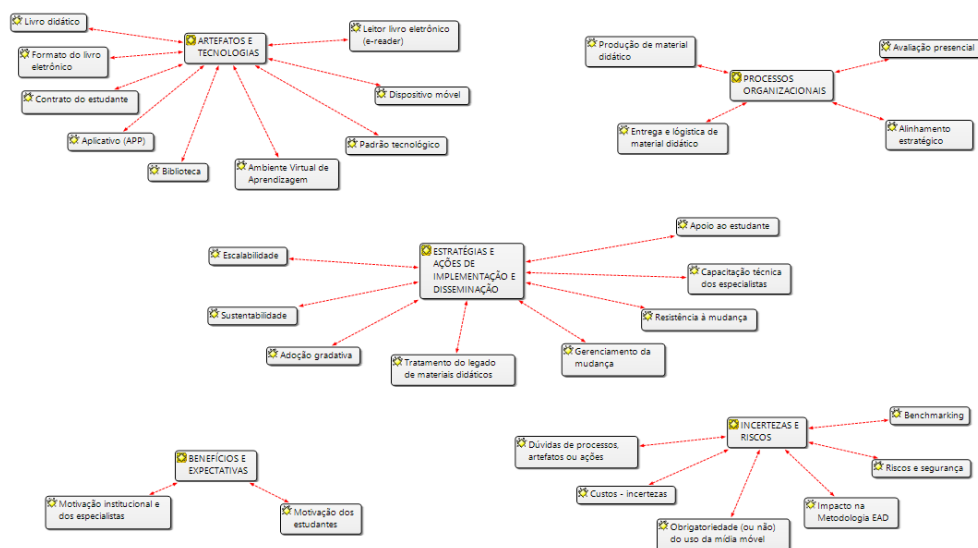 Livro didático
ARTEFATOS E
TECNOLOGIAS
Leitor livro eletrônico
(e-reader)
Formato do livro
eletrônico
Contrato do estudante
Dispositivo móvel
Aplicativo (APP)
Padrão tecnológico
Biblioteca
Ambiente Virtual de
Aprendizagem
Produção de material
didático
Avaliação presencial
PROCESSOS
ORGANIZACIONAIS
Entrega e lógistica de
material didático
Alinhamento
estratégico
Apoio ao estudante
Escalabilidade
ESTRATÉGIAS E
AÇÕES DE
IMPLEMENTAÇÃO E
DISSEMINAÇÃO
Capacitação técnica
dos especialistas
Sustentabilidade
Resistência à mudança
Adoção gradativa
Tratamento do legado
de materiais didáticos
Gerenciamento da
mudança
BENEFÍCIOS E
EXPECTATIVAS
Motivação institucional e
dos especialistas
Motivação dos
estudantes
Benchmarking
INCERTEZAS E
RISCOS
Dúvidas de processos,
artefatos ou ações
Riscos e segurança
Custos - incertezas
Impacto na
Metodologia EAD
Obrigatoriedade (ou não)
do uso da mídia móvel